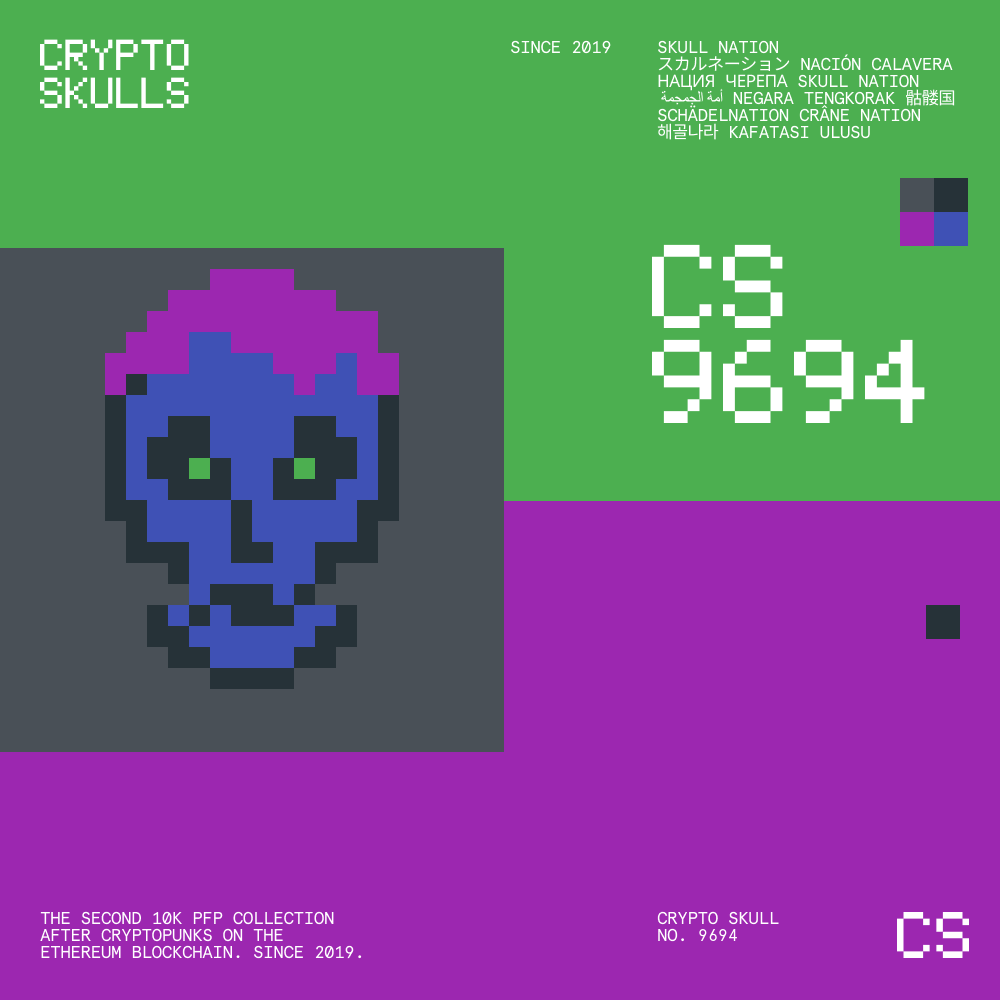 CRYPTO
SKULLS
SINCE 2019
SKULL NATION
スカルネーション NACIÓN CALAVERA
НАЦИЯ ЧЕРЕПА SKULL NATION
أمة الجمجمة NEGARA TENGKORAK 骷髅国
SCHÄDELNATION CRÂNE NATION
해골나라 KAFATASI ULUSU
CS
9694
THE SECOND 10K PFP COLLECTION
AFTER CRYPTOPUNKS ON THE
ETHEREUM BLOCKCHAIN. SINCE 2019.
CRYPTO SKULL
NO. 9694
CS